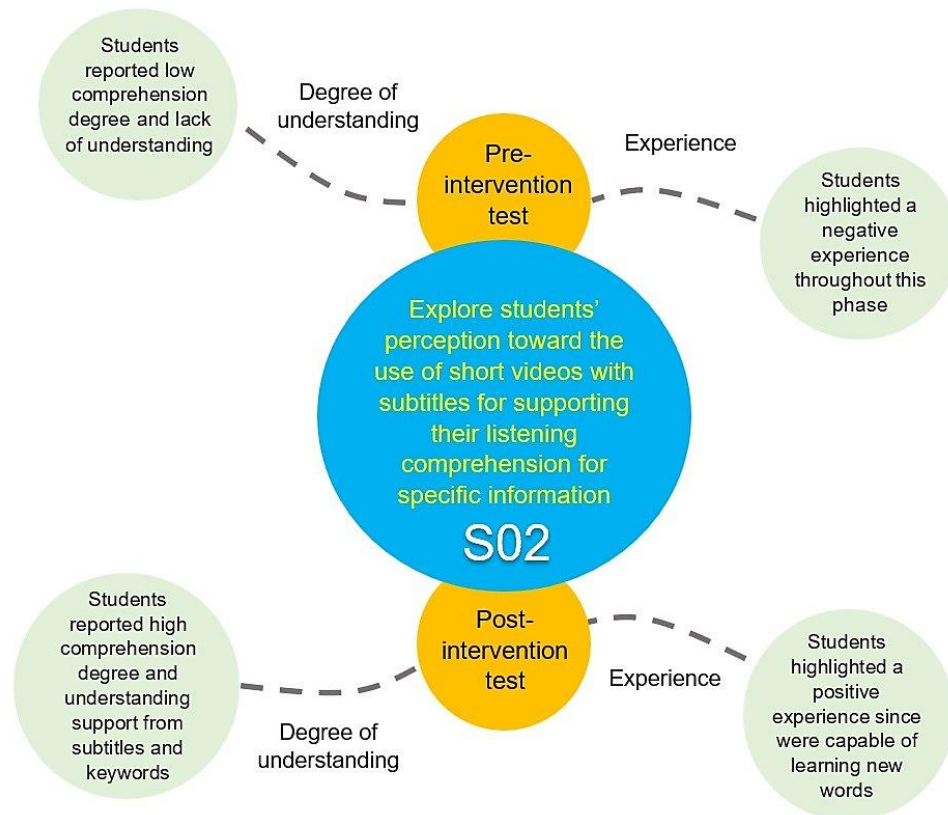 Students
reported low
comprehension
degree and lack
of understanding
Degree of
understanding
Pre-
intervention
test
Experience
Students
highlighted a
negative
experience
throughout this
phase
Explore students’
perception toward the
use of short videos with
subtitles for supporting
their listening
comprehension for
specific information
S02
Students
reported high
comprehension
degree and
understanding
support from
subtitles and
keywords
Degree of
understanding
Post-
intervention
test
Experience
Students
highlighted a
positive
experience since
were capable of
learning new
words